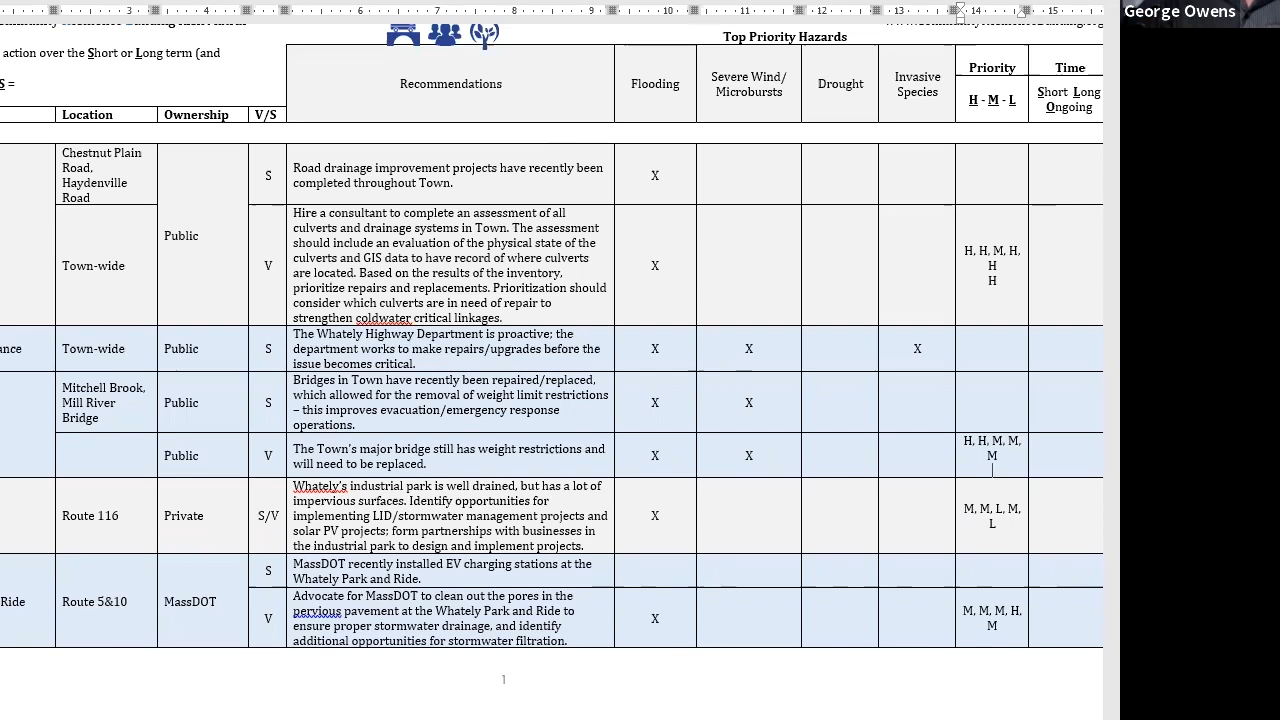 George Owens
3 4 6 7 8 9 10 11 12 13 14 15
Top Priority Hazards
action over the Short or Long term (and
S =
Recommendations
Flooding
Severe Wind/
Microbursts
Drought
Invasive
Species
Priority
H - M - L
Time
Short Long
Ongoing
Location
Ownership
V/S
Chestnut Plain
Road,
Haydenville
Road
Public
S
Road drainage improvement projects have recently been
completed throughout Town.
X
Town-wide
V
Hire a consultant to complete an assessment of all
culverts and drainage systems in Town. The assessment
should include an evaluation of the physical state of the
culverts and GIS data to have record of where culverts
are located. Based on the results of the inventory,
prioritize repairs and replacements. Prioritization should
consider which culverts are in need of repair to
strengthen coldwater critical linkages.
X
H, H, M, H,
H
H
ance
Town-wide
Public
S
The Whately Highway Department is proactive; the
department works to make repairs/upgrades before the
issue becomes critical.
X
X
X
Mitchell Brook,
Mill River
Bridge
Public
S
Bridges in Town have recently been repaired/replaced,
which allowed for the removal of weight limit restrictions
– this improves evacuation/emergency response
operations.
X
X
Public
V
The Town's major bridge still has weight restrictions and
will need to be replaced.
X
X
H, H, M, M,
M
Route 116
Private
S/V
Whately's industrial park is well drained, but has a lot of
impervious surfaces. Identify opportunities for
implementing LID/stormwater management projects and
solar PV projects; form partnerships with businesses in
the industrial park to design and implement projects.
X
M, M, L, M,
L
Ride
Route 5&10
MassDOT
S
MassDOT recently installed EV charging stations at the
Whately Park and Ride.
V
Advocate for MassDOT to clean out the pores in the
pervious pavement at the Whately Park and Ride to
ensure proper stormwater drainage, and identify
additional opportunities for stormwater filtration.
X
M, M, M, H,
M
1